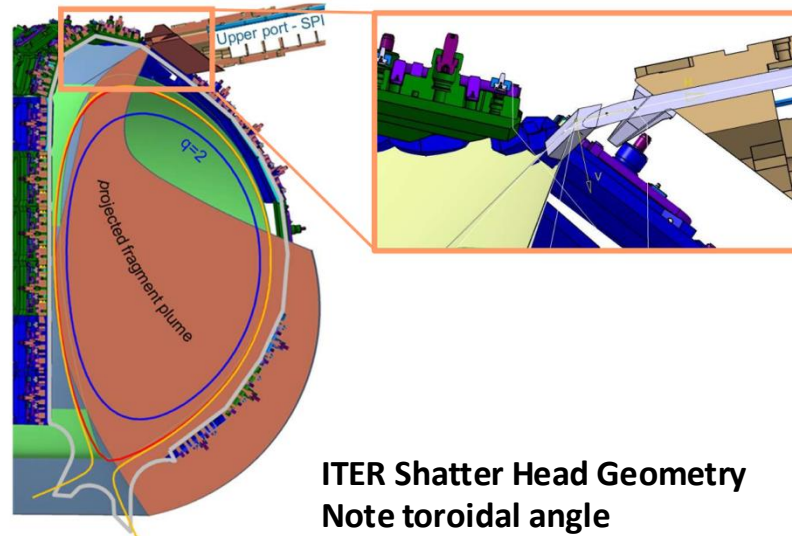 Upper port - SPI
q=2
projected fragment plume
V
ITER Shatter Head Geometry
Note toroidal angle